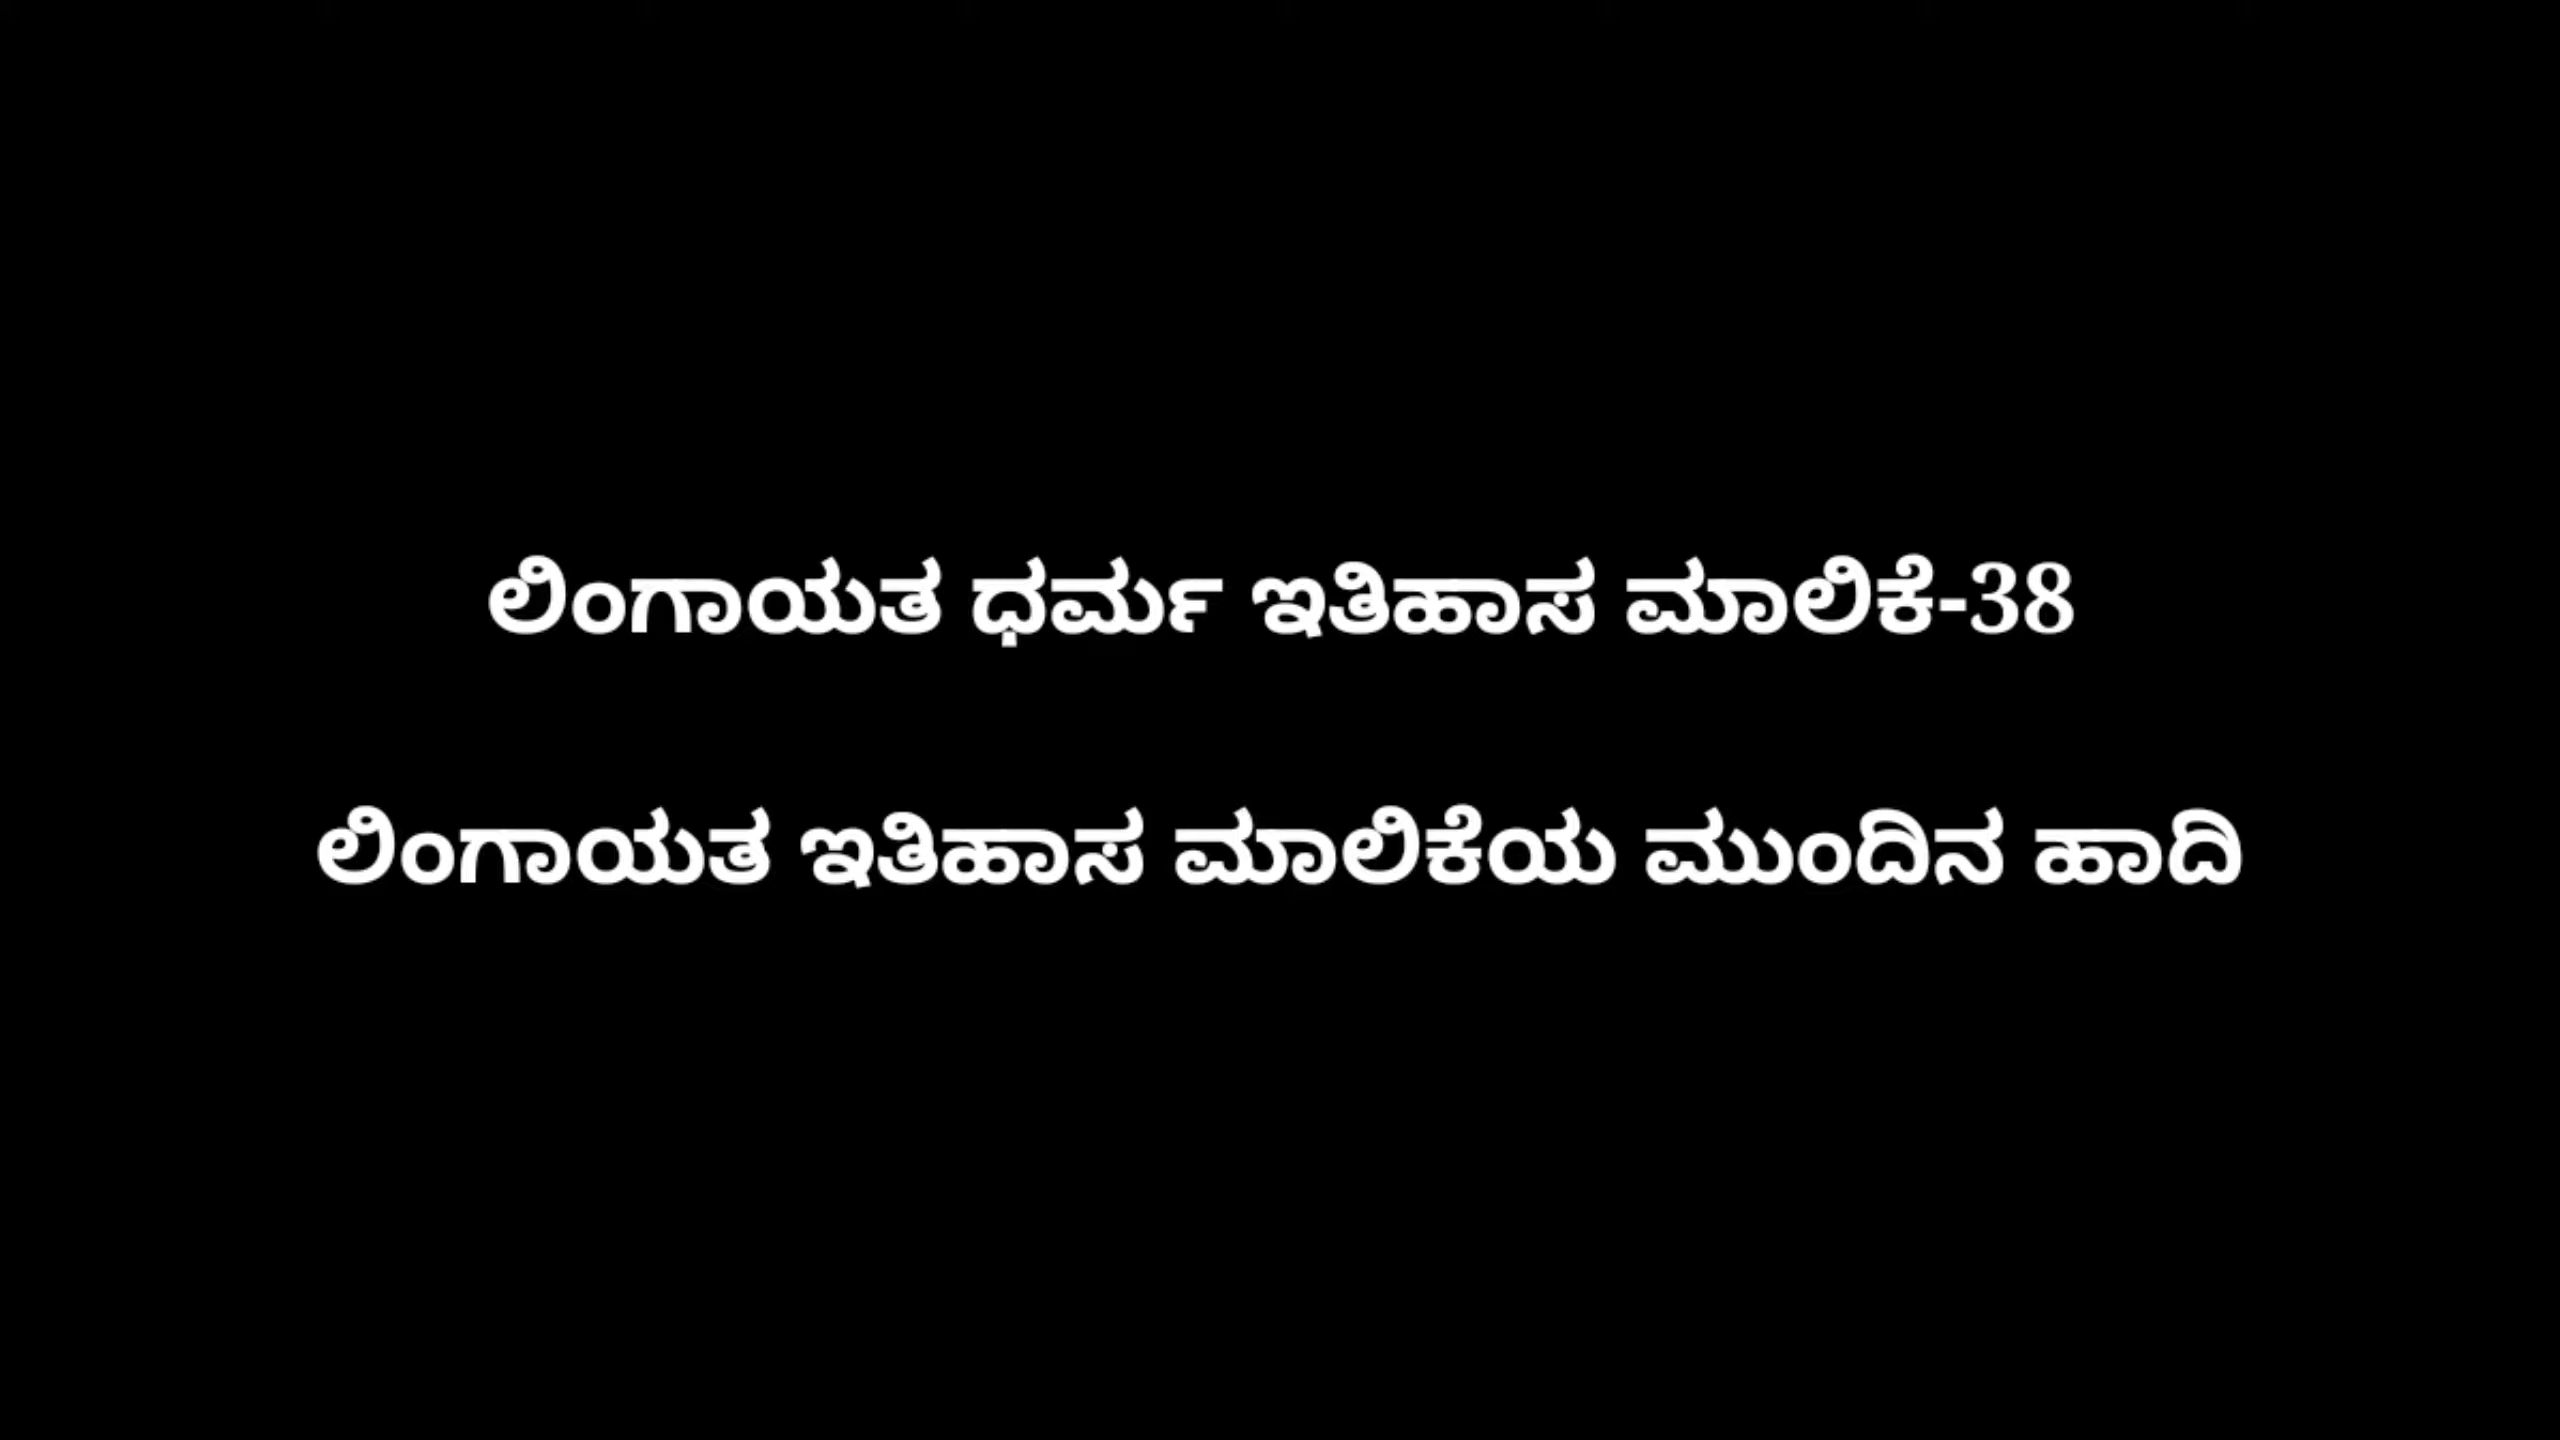 ಲಿಂಗಾಯತ ಧರ್ಮ ಇತಿಹಾಸ ಮಾಲಿಕೆ-38
ಲಿಂಗಾಯತ ಇತಿಹಾಸ ಮಾಲಿಕೆಯ ಮುಂದಿನ ಹಾದಿ